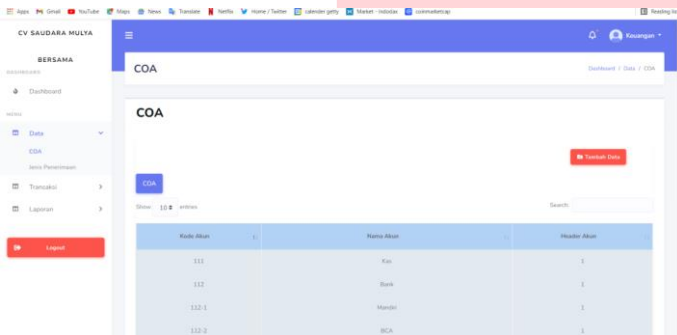 Apps Gmail YouTube Maps News Translate Netflix Home / Twitter calender getty Market - Indodax coinmarketcap Reading list
CV SAUDARA MULYA
BERSAMA
Keuangan
DASHBOARD
Dashboard
COA
Dashboard / Data / COA
MENU
Data
COA
Jenis Penerimaan
Transaksi
Laporan
Logout
COA
Tambah Data
COA
Show 10 entries
Search:
Kode Akun Nama Akun Header Akun
111 Kas 1
112 Bank 1
112-1 Mandiri 1
112-2 BCA 1